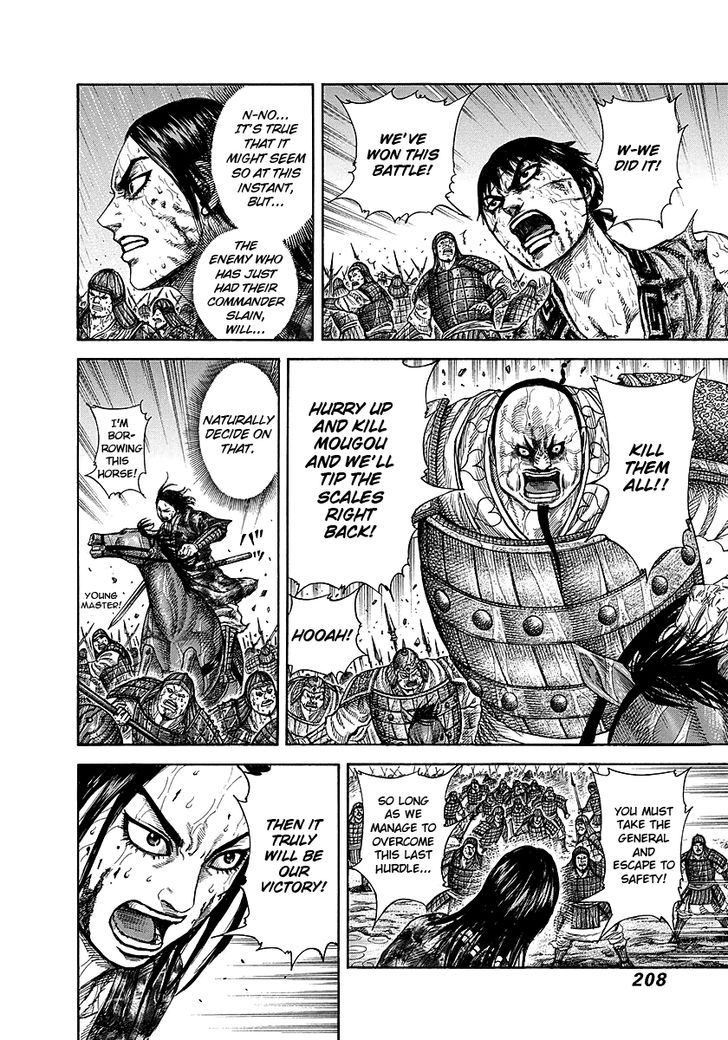 W-WE
DID IT!
WE'VE
WON THIS
BATTLE!
N-NO...
IT'S TRUE
THAT IT
MIGHT SEEM
SO AT THIS
INSTANT,
BUT...
THE
ENEMY WHO
HAS JUST
HAD THEIR
COMMANDER
SLAIN,
WILL...
KILL
THEM
ALL!!
HURRY UP
AND KILL
MOUGOU
AND WE'LL
TIP THE
SCALES
RIGHT
BACK!
HOOAH!
NATURALLY
DECIDE ON
THAT.
I'M
BOR-
ROWING
THIS
HORSE!
YOUNG
MASTER!
YOU MUST
TAKE THE
GENERAL
AND
ESCAPE TO
SAFETY!
SO LONG
AS WE
MANAGE TO
OVERCOME
THIS LAST
HURDLE...
THEN IT
TRULY
WILL BE
OUR
VICTORY!
208